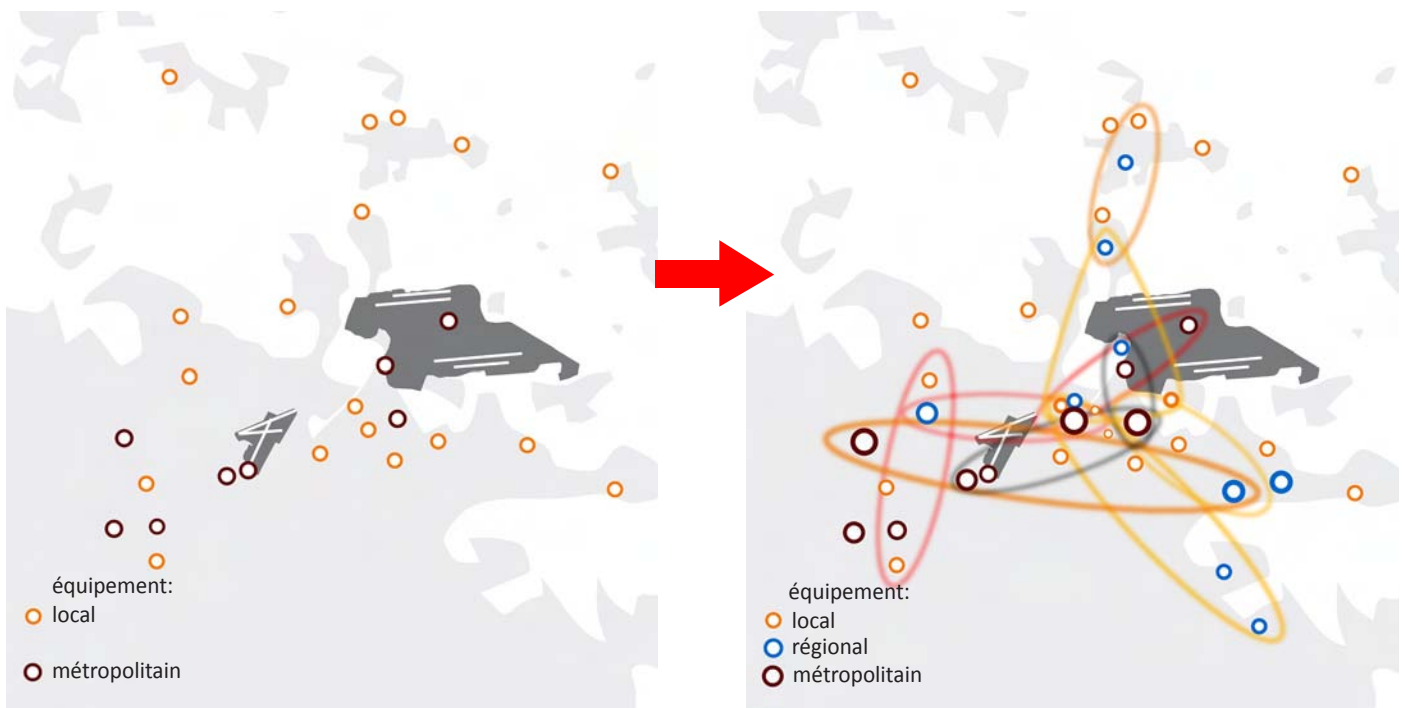 équipement:
local
métropolitain
équipement:
local
régional
métropolitain